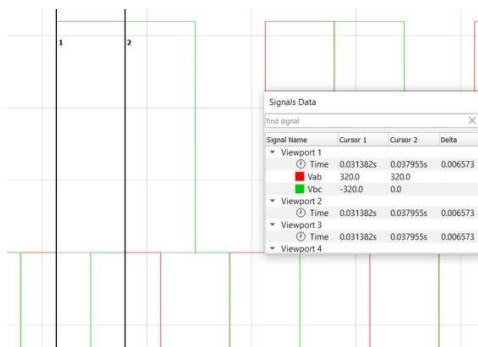 1 2
Signals Data
find signal
Signal Name Cursor 1 Cursor 2 Delta
Viewport 1
Time 0.031382s 0.037955s 0.006573
Vab 320.0 320.0
Vbc -320.0 0.0
Viewport 2
Time 0.031382s 0.037955s 0.006573
Viewport 3
Time 0.031382s 0.037955s 0.006573
Viewport 4